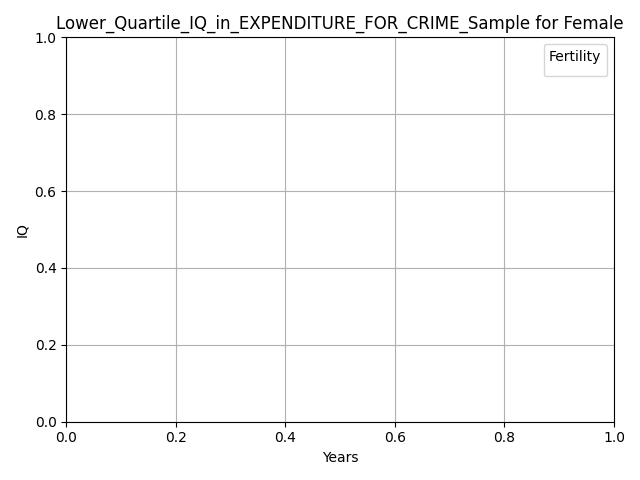 Lower_Quartile_IQ_in_EXPENDITURE_FOR_CRIME_Sample for Female
Fertility
1.0
0.8
0.6
0.4
0.2
0.0
IQ
0.0 0.2 0.4 0.6 0.8 1.0
Years